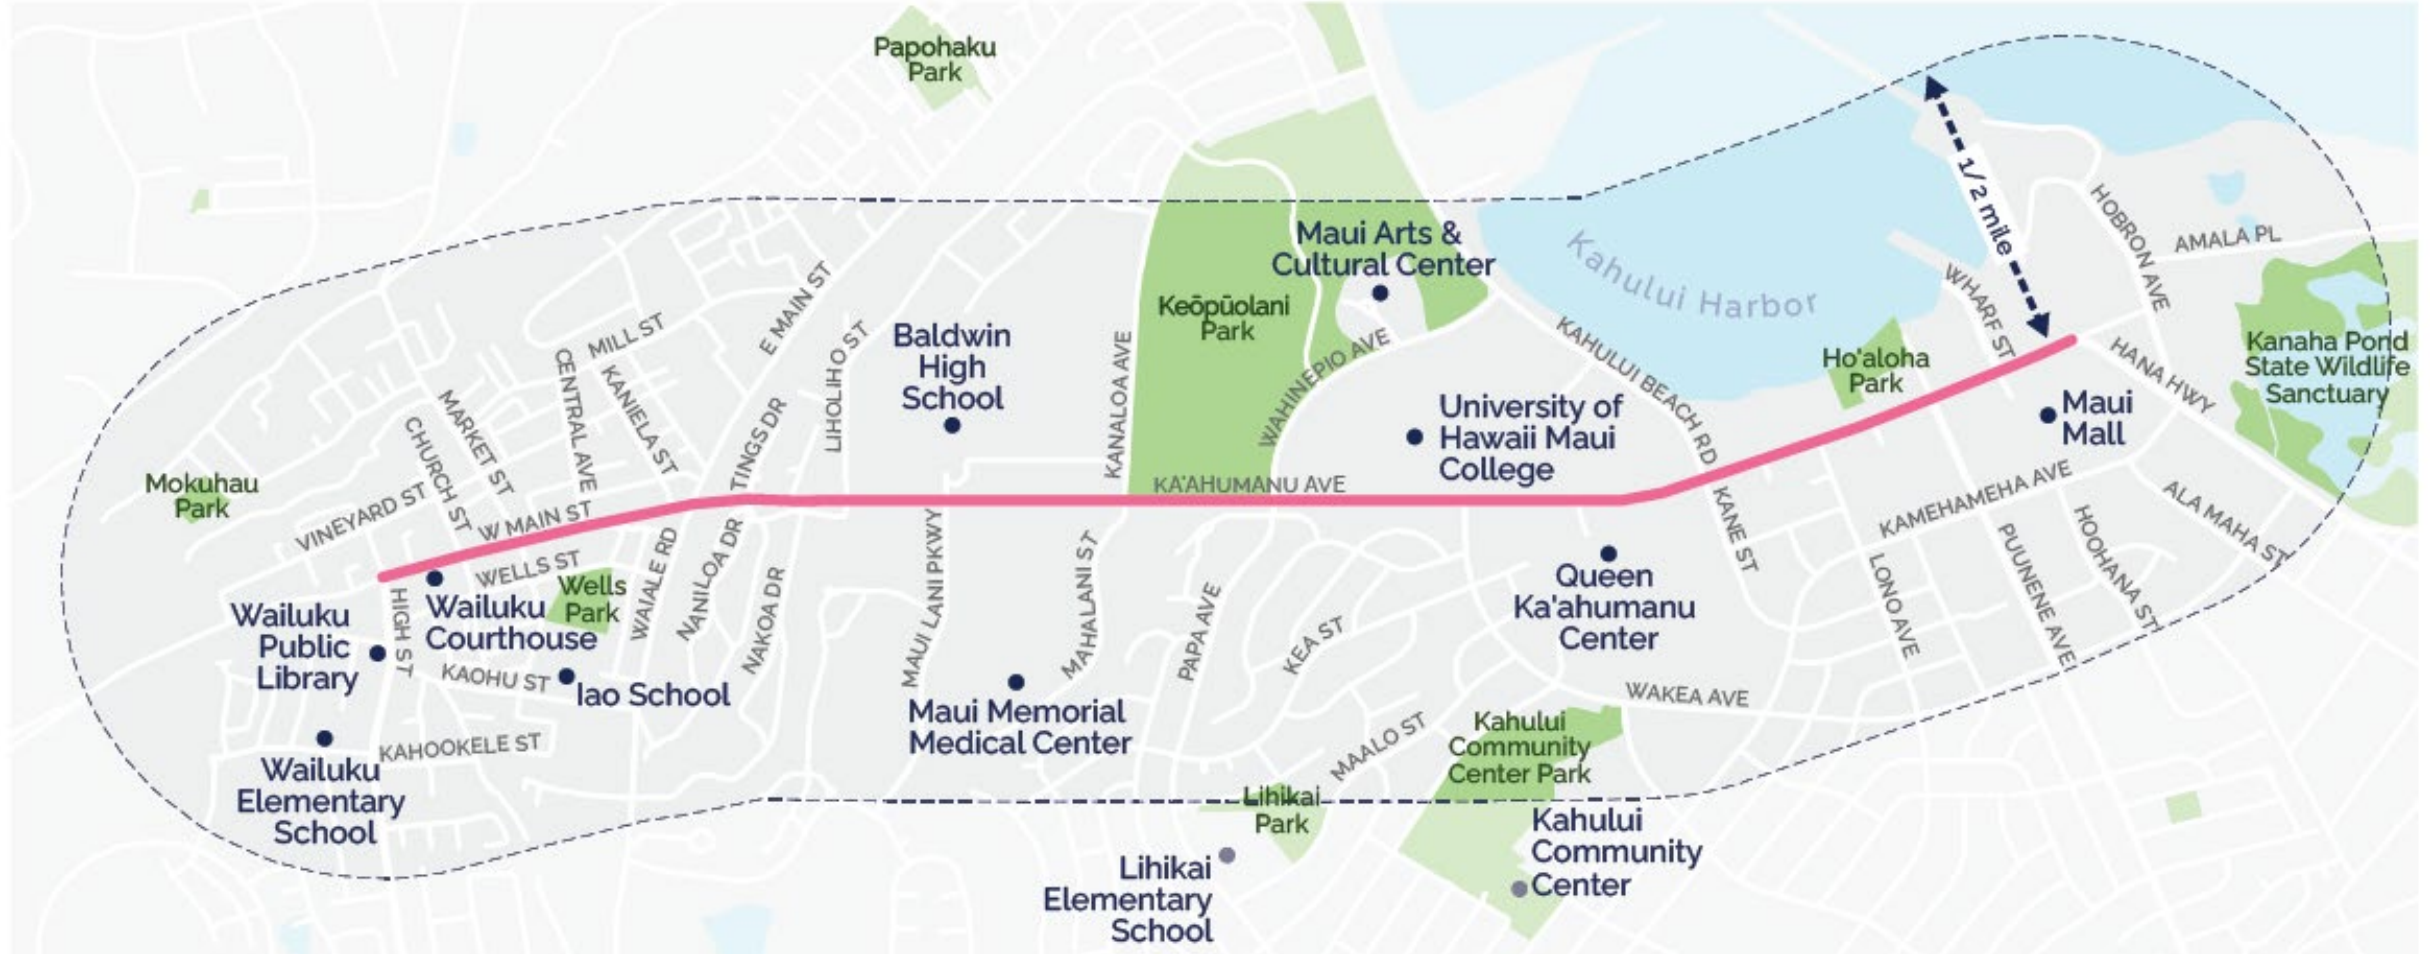 Papohaku
Park
Maui Arts &
Cultural Center
Keōpūolani
Park
Kahului Harbor
1/2 mile
HOBRON AVE
AMALA PL
WHARF ST
HANA HWY
Kanaha Pond
State Wildlife
Sanctuary
Ho'aloha
Park
Maui
Mall
KAHULUI BEACH RD
WAHINEPIO AVE
University of
Hawaii Maui
College
KANALOA AVE
Baldwin
High
School
LIHOLIHO ST
E MAIN ST
TINGS DR
MILL ST
CENTRAL AVE
KANIELA ST
MARKET ST
CHURCH ST
VINEYARD ST
Mokuhau
Park
W MAIN ST
KA'AHUMANU AVE
WELLS ST
Wells
Park
Wailuku
Courthouse
HIGH ST
Wailuku
Public
Library
KAOHU ST
Iao School
KAHOOKELE ST
Wailuku
Elementary
School
WAIALE RD
NANILOA DR
NAKOA DR
MAUI LANI PKWY
MAHALANI ST
Maui Memorial
Medical Center
PAPA AVE
KEA ST
MAALO ST
Queen
Ka'ahumanu
Center
KANE ST
KAMEHAMEHA AVE
LONO AVE
PUUNENE AVE
HOOHANA ST
ALA MAHA ST
WAKEA AVE
Kahului
Community
Center Park
Lihikai
Park
Lihikai
Elementary
School
Kahului
Community
Center